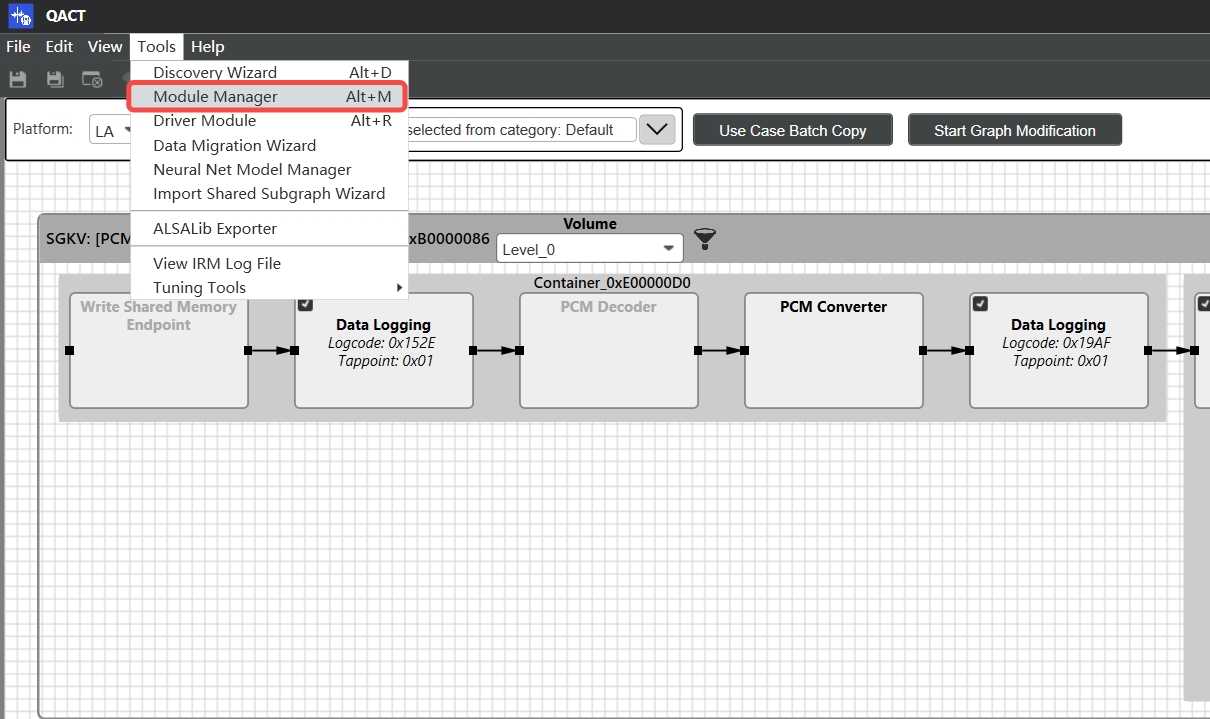 QACT
File Edit View Tools Help
Discovery Wizard Alt+D
Module Manager Alt+M
Driver Module Alt+R
Data Migration Wizard
Neural Net Model Manager
Import Shared Subgraph Wizard
ALSALib Exporter
View IRM Log File
Tuning Tools
Platform: LA selected from category: Default Use Case Batch Copy Start Graph Modification
SGKV: [PCM xB0000086
Volume
Level_0
Container_0xE00000D0
Write Shared Memory
Endpoint
Data Logging
Logcode: 0x152E
Tappoint: 0x01
PCM Decoder
PCM Converter
Data Logging
Logcode: 0x19AF
Tappoint: 0x01